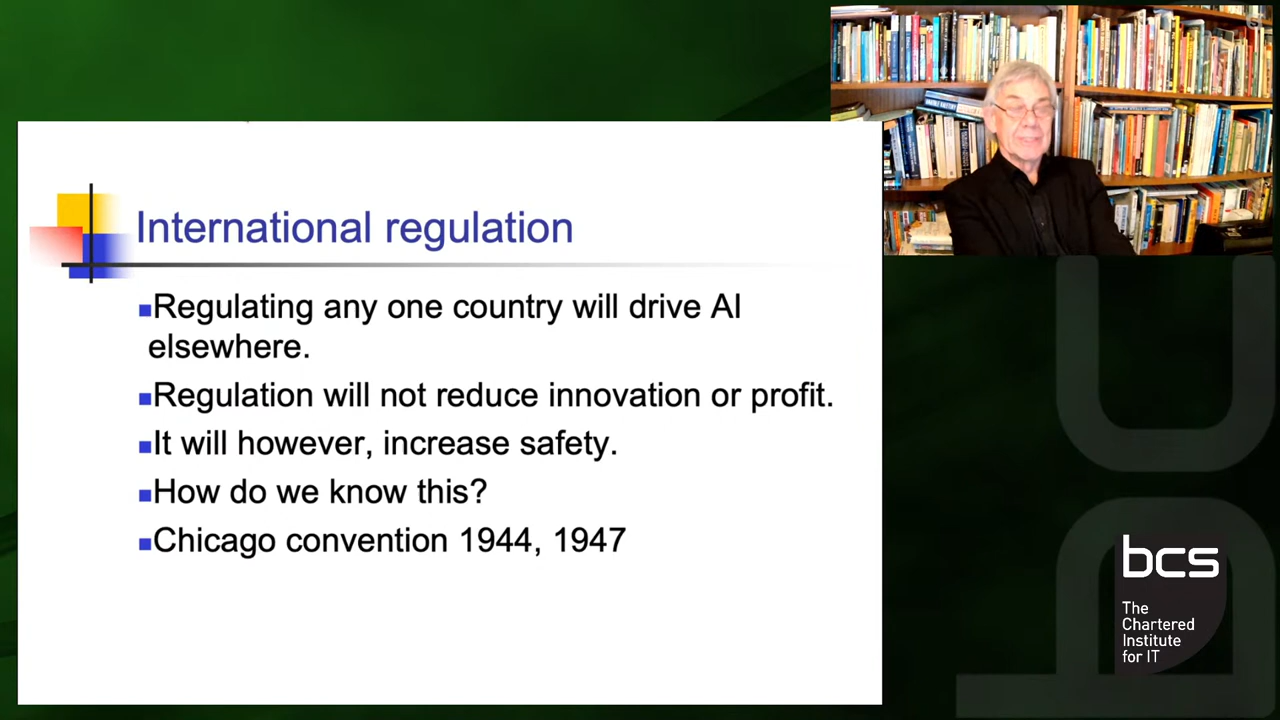 International regulation
Regulating any one country will drive AI
elsewhere.
Regulation will not reduce innovation or profit.
It will however, increase safety.
How do we know this?
Chicago convention 1944, 1947
bcs
The
Chartered
Institute
for IT